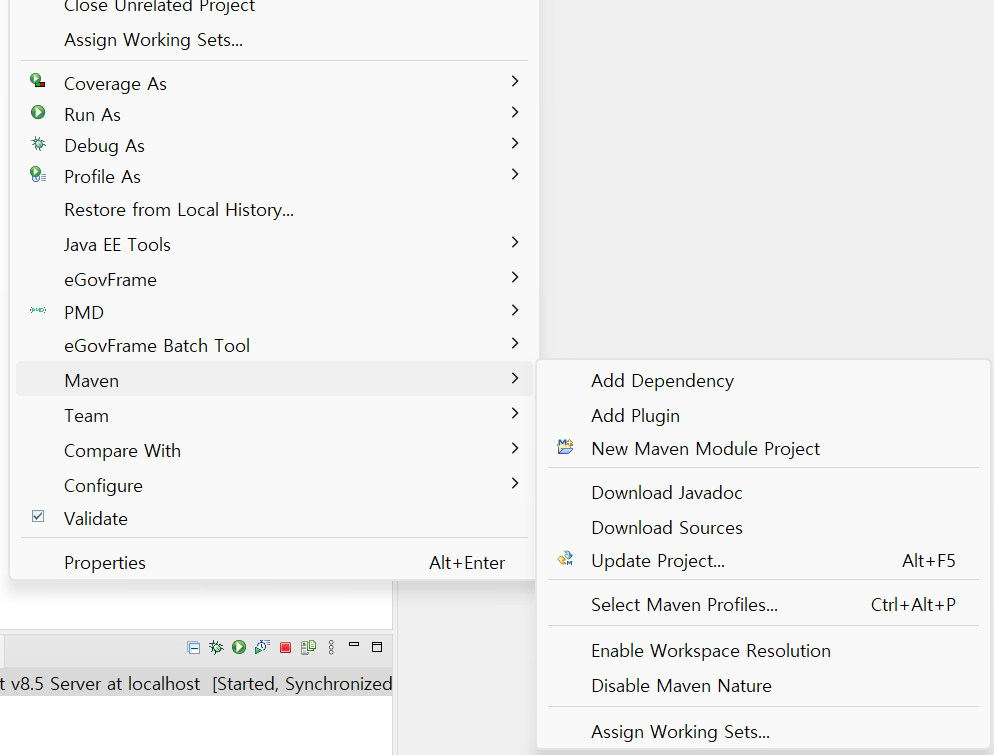 Close Unrelated Project
Assign Working Sets...
Coverage As
Run As
Debug As
Profile As
Restore from Local History...
Java EE Tools
eGovFrame
PMD
eGovFrame Batch Tool
Maven
Team
Compare With
Configure
Validate
Properties Alt+Enter
Add Dependency
Add Plugin
New Maven Module Project
Download Javadoc
Download Sources
Update Project... Alt+F5
Select Maven Profiles... Ctrl+Alt+P
Enable Workspace Resolution
Disable Maven Nature
Assign Working Sets...
t v8.5 Server at localhost [Started, Synchronized